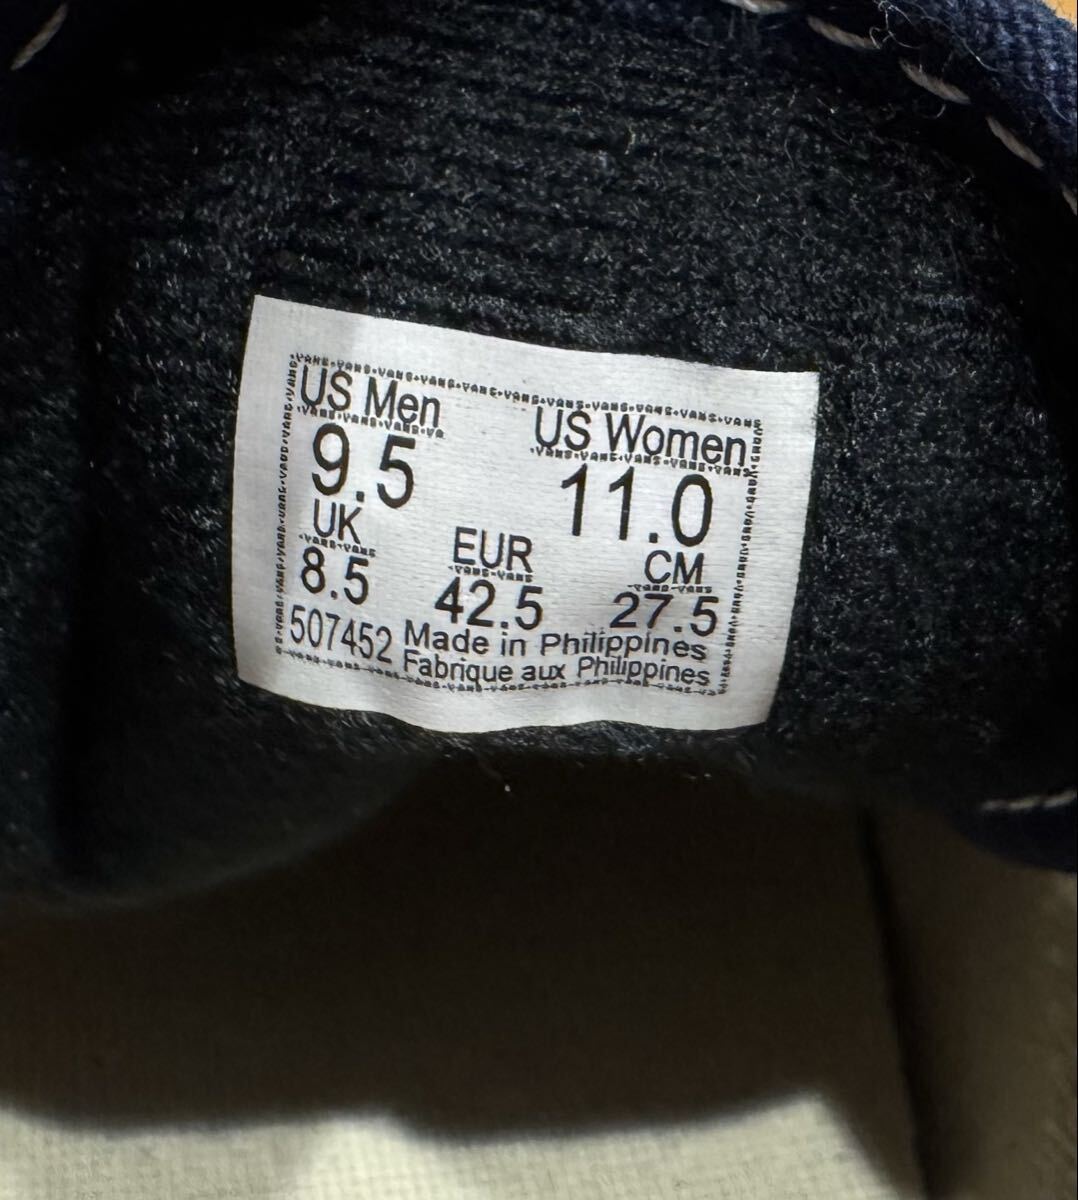 US Men US Women
9.5 11.0
UK EUR CM
8.5 42.5 27.5
507452 Made in Philippines
Fabrique aux Philippines